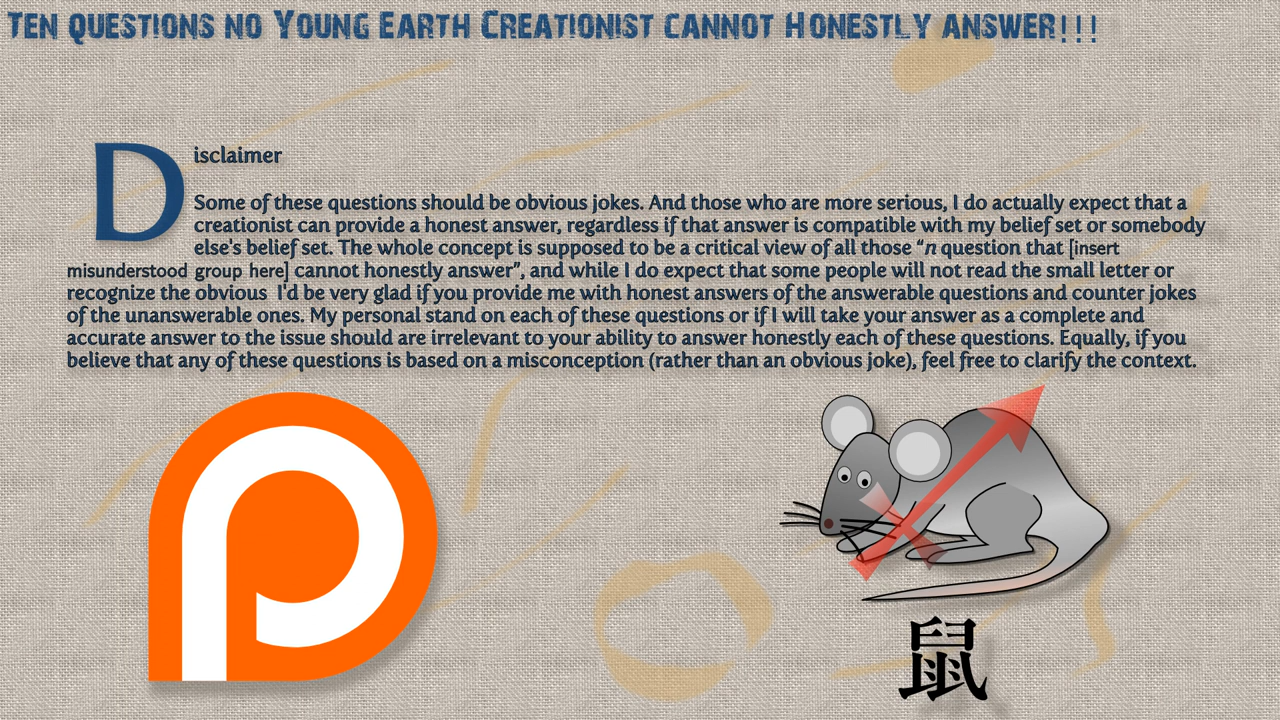 Ten questions no Young Earth Creationist cannot Honestly answer!!!
Disclaimer
Some of these questions should be obvious jokes. And those who are more serious, I do actually expect that a
creationist can provide a honest answer, regardless if that answer is compatible with my belief set or somebody
else's belief set. The whole concept is supposed to be a critical view of all those “n question that [insert
misunderstood group here] cannot honestly answer”, and while I do expect that some people will not read the small letter or
recognize the obvious I'd be very glad if you provide me with honest answers of the answerable questions and counter jokes
of the unanswerable ones. My personal stand on each of these questions or if I will take your answer as a complete and
accurate answer to the issue should are irrelevant to your ability to answer honestly each of these questions. Equally, if you
believe that any of these questions is based on a misconception (rather than an obvious joke), feel free to clarify the context.
鼠